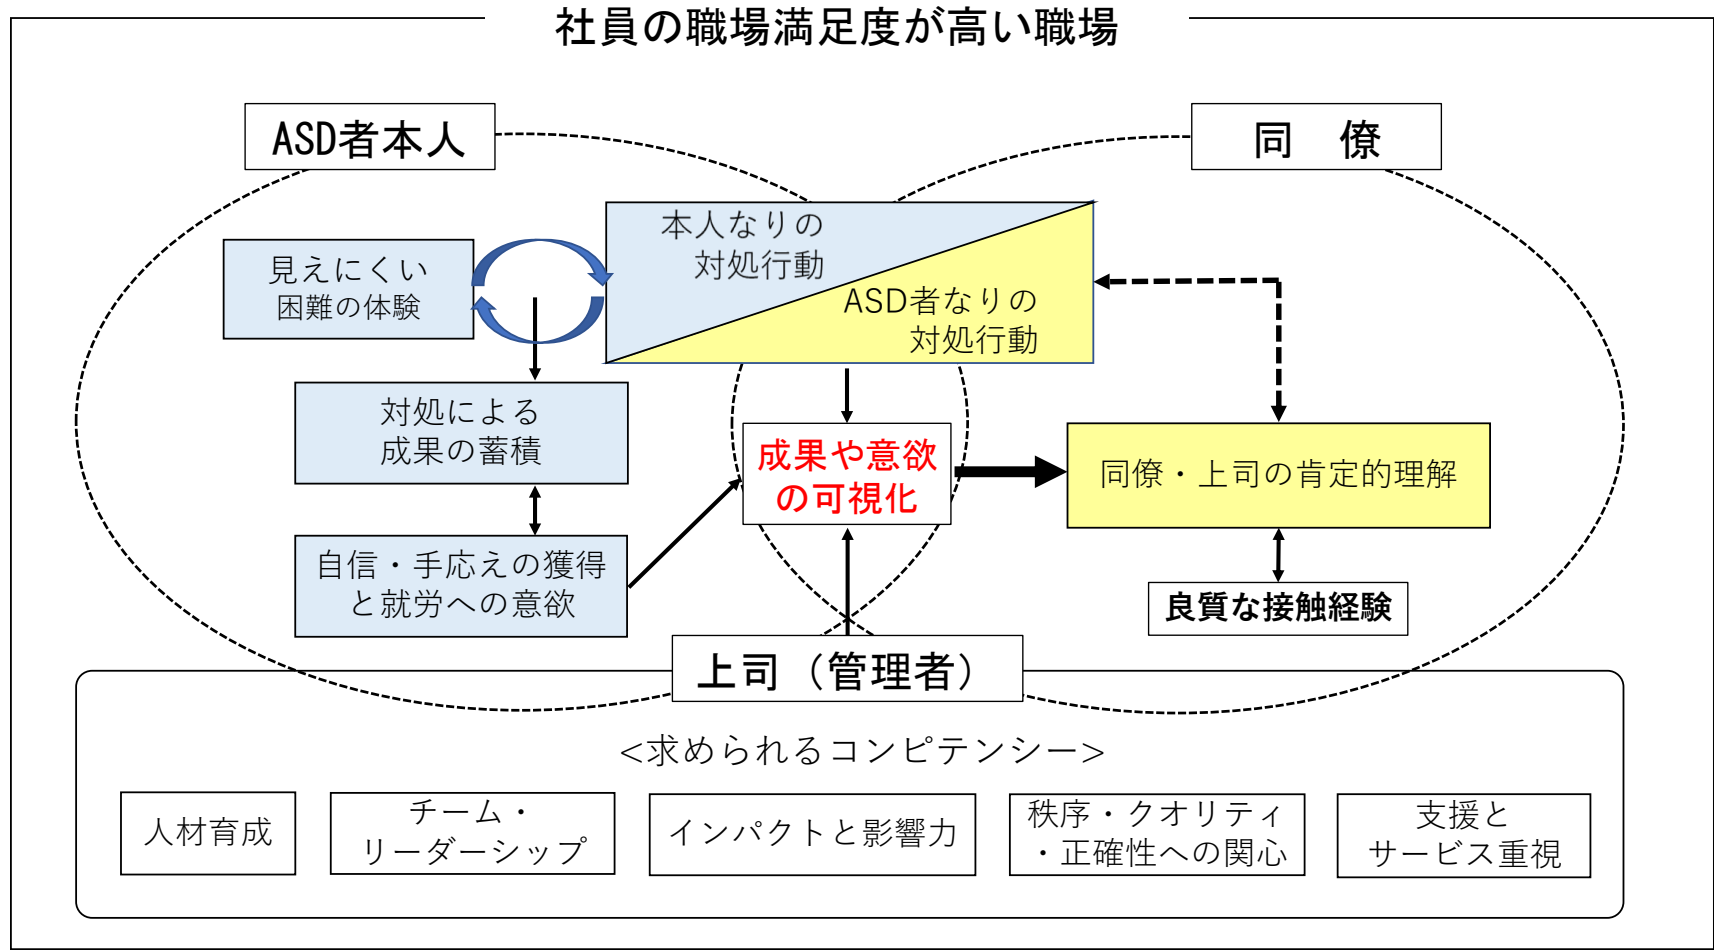 社員の職場満足度が高い職場
ASD者本人
同　僚
本人なりの
対処行動
ASD者なりの
対処行動
見えにくい
困難の体験
対処による
成果の蓄積
成果や意欲
の可視化
同僚・上司の肯定的理解
自信・手応えの獲得
と就労への意欲
良質な接触経験
上司（管理者）
<求められるコンピテンシー>
人材育成
チーム・
リーダーシップ
インパクトと影響力
秩序・クオリティ
・正確性への関心
支援と
サービス重視